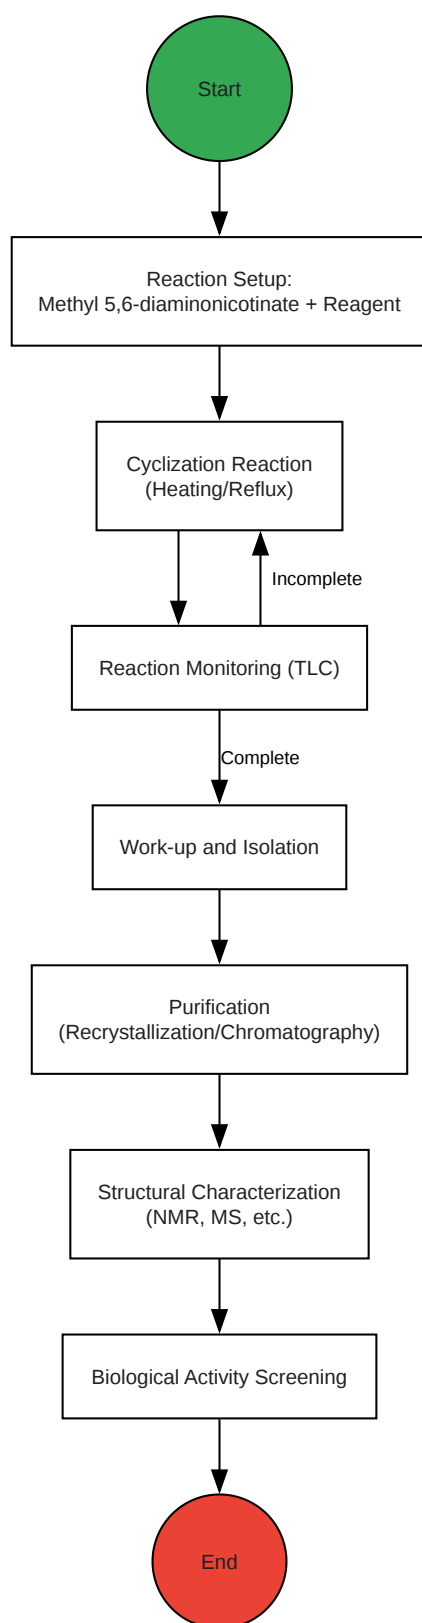 Start
Reaction Setup:
Methyl 5,6-diaminonicotinate + Reagent
Cyclization Reaction
(Heating/Reflux)
Incomplete
Reaction Monitoring (TLC)
Complete
Work-up and Isolation
Purification
(Recrystallization/Chromatography)
Structural Characterization
(NMR, MS, etc.)
Biological Activity Screening
End